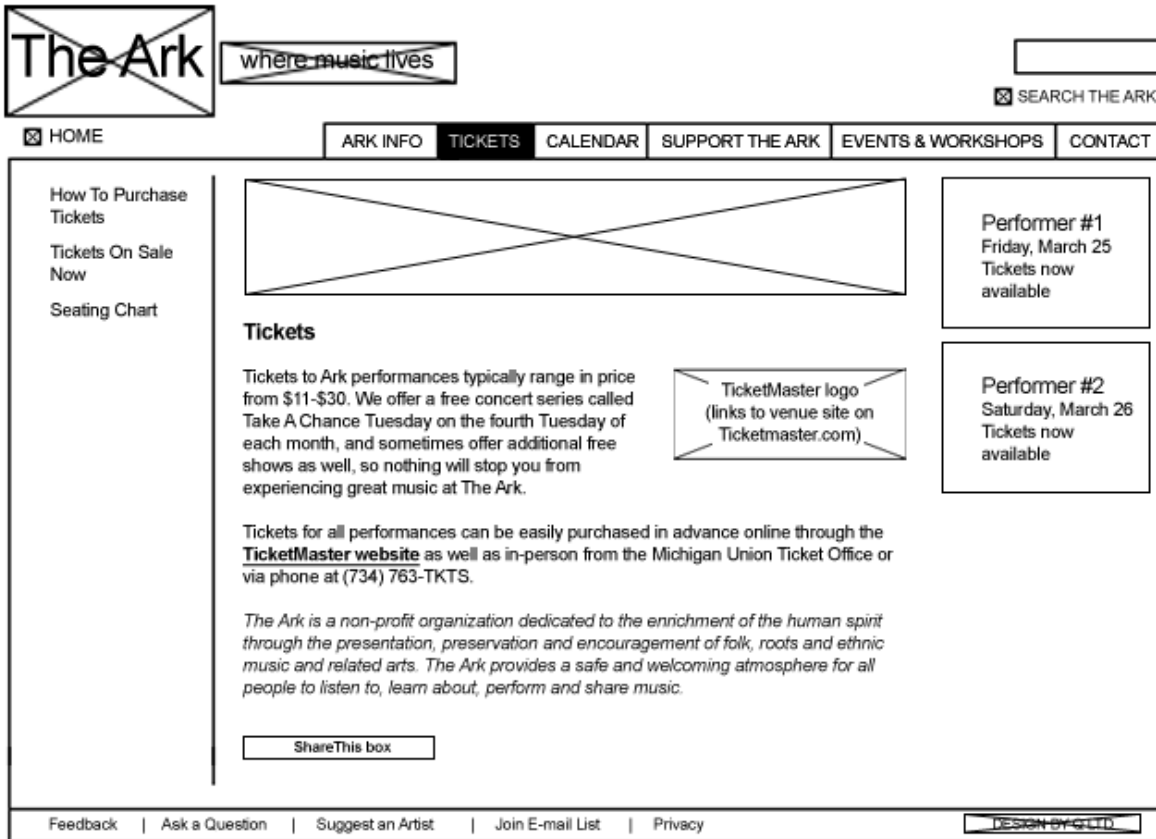 The Ark
where music lives
SEARCH THE ARK
HOME
ARK INFO
TICKETS
CALENDAR
SUPPORT THE ARK
EVENTS & WORKSHOPS
CONTACT
How To Purchase
Tickets
Tickets On Sale
Now
Seating Chart
Tickets
Tickets to Ark performances typically range in price
from $11-$30. We offer a free concert series called
Take A Chance Tuesday on the fourth Tuesday of
each month, and sometimes offer additional free
shows as well, so nothing will stop you from
experiencing great music at The Ark.
TicketMaster logo
(links to venue site on
Ticketmaster.com)
Tickets for all performances can be easily purchased in advance online through the
TicketMaster website as well as in-person from the Michigan Union Ticket Office or
via phone at (734) 763-TKTS.
The Ark is a non-profit organization dedicated to the enrichment of the human spirit
through the presentation, preservation and encouragement of folk, roots and ethnic
music and related arts. The Ark provides a safe and welcoming atmosphere for all
people to listen to, learn about, perform and share music.
ShareThis box
Performer #1
Friday, March 25
Tickets now
available
Performer #2
Saturday, March 26
Tickets now
available
Feedback | Ask a Question | Suggest an Artist | Join E-mail List | Privacy
DESIGN BY Q LTD